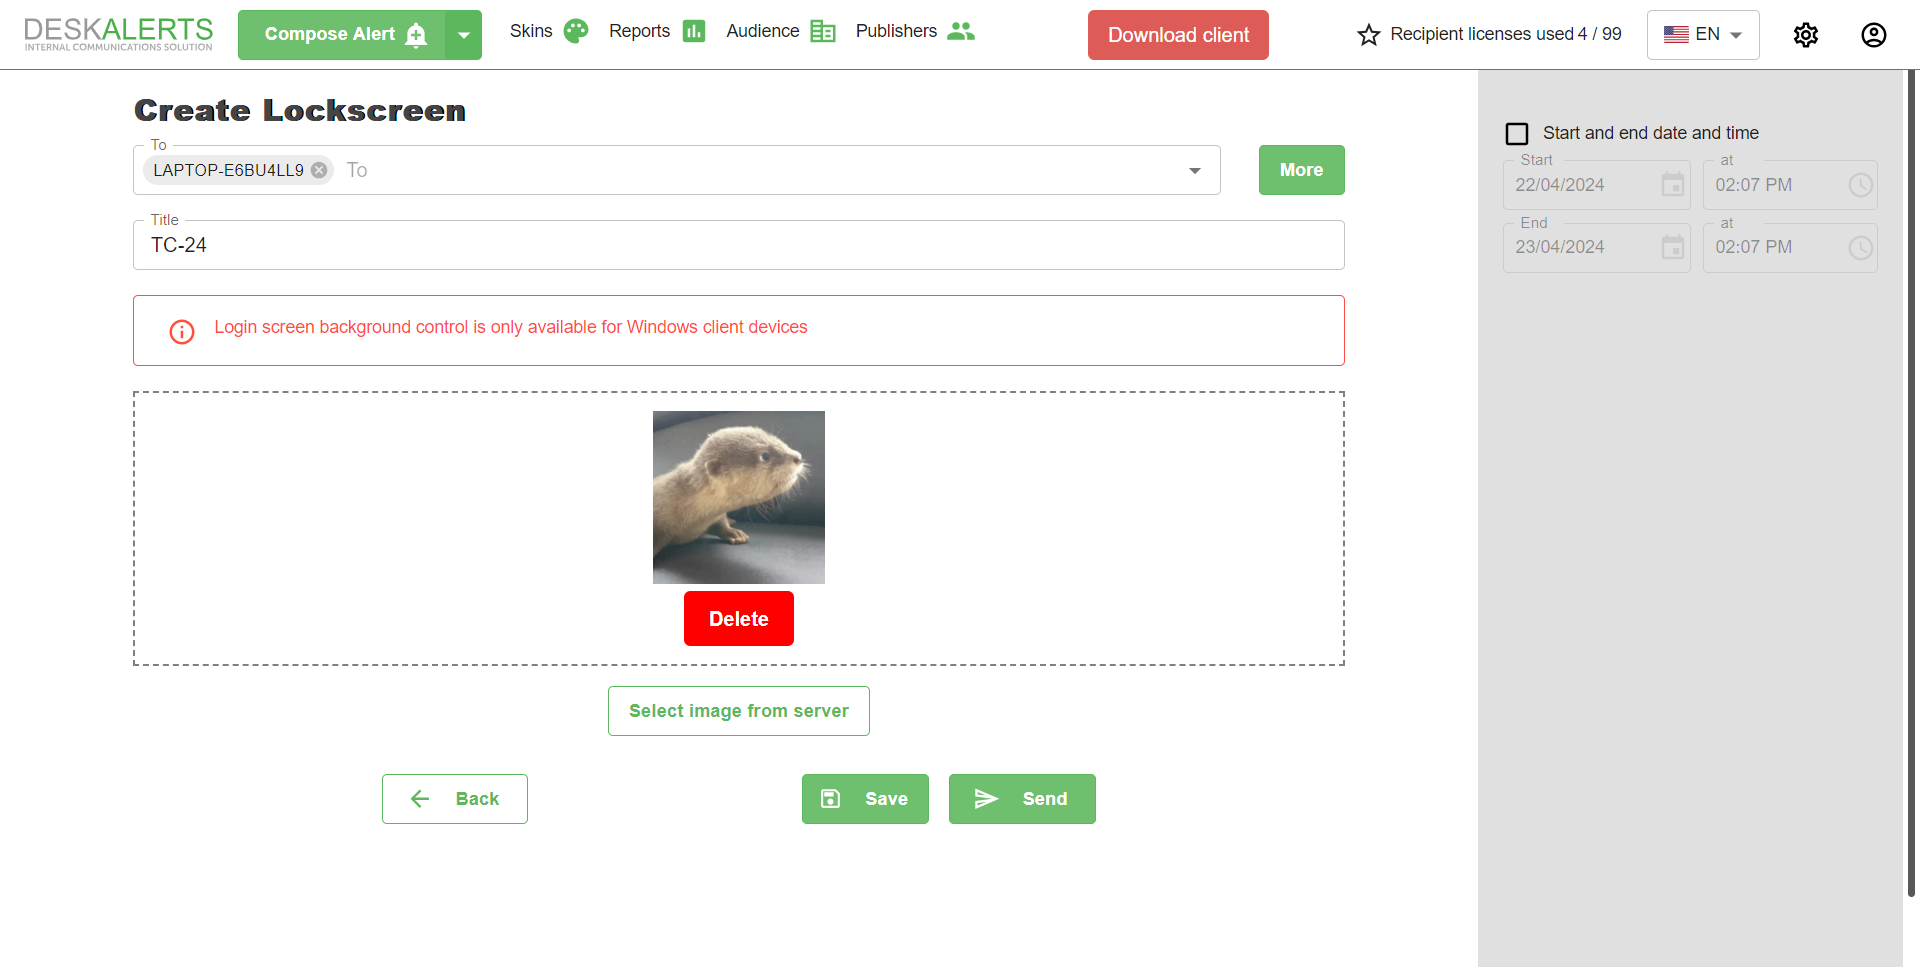 DESKALERTS
INTERNAL COMMUNICATIONS SOLUTION
Compose Alert
Skins
Reports
Audience
Publishers
Download client
Recipient licenses used 4 / 99
EN
Create Lockscreen
To
LAPTOP-E6BU4LL9
To
More
Title
TC-24
Login screen background control is only available for Windows client devices
Delete
Select image from server
Back
Save
Send
Start and end date and time
Start
22/04/2024
at
02:07 PM
End
23/04/2024
at
02:07 PM